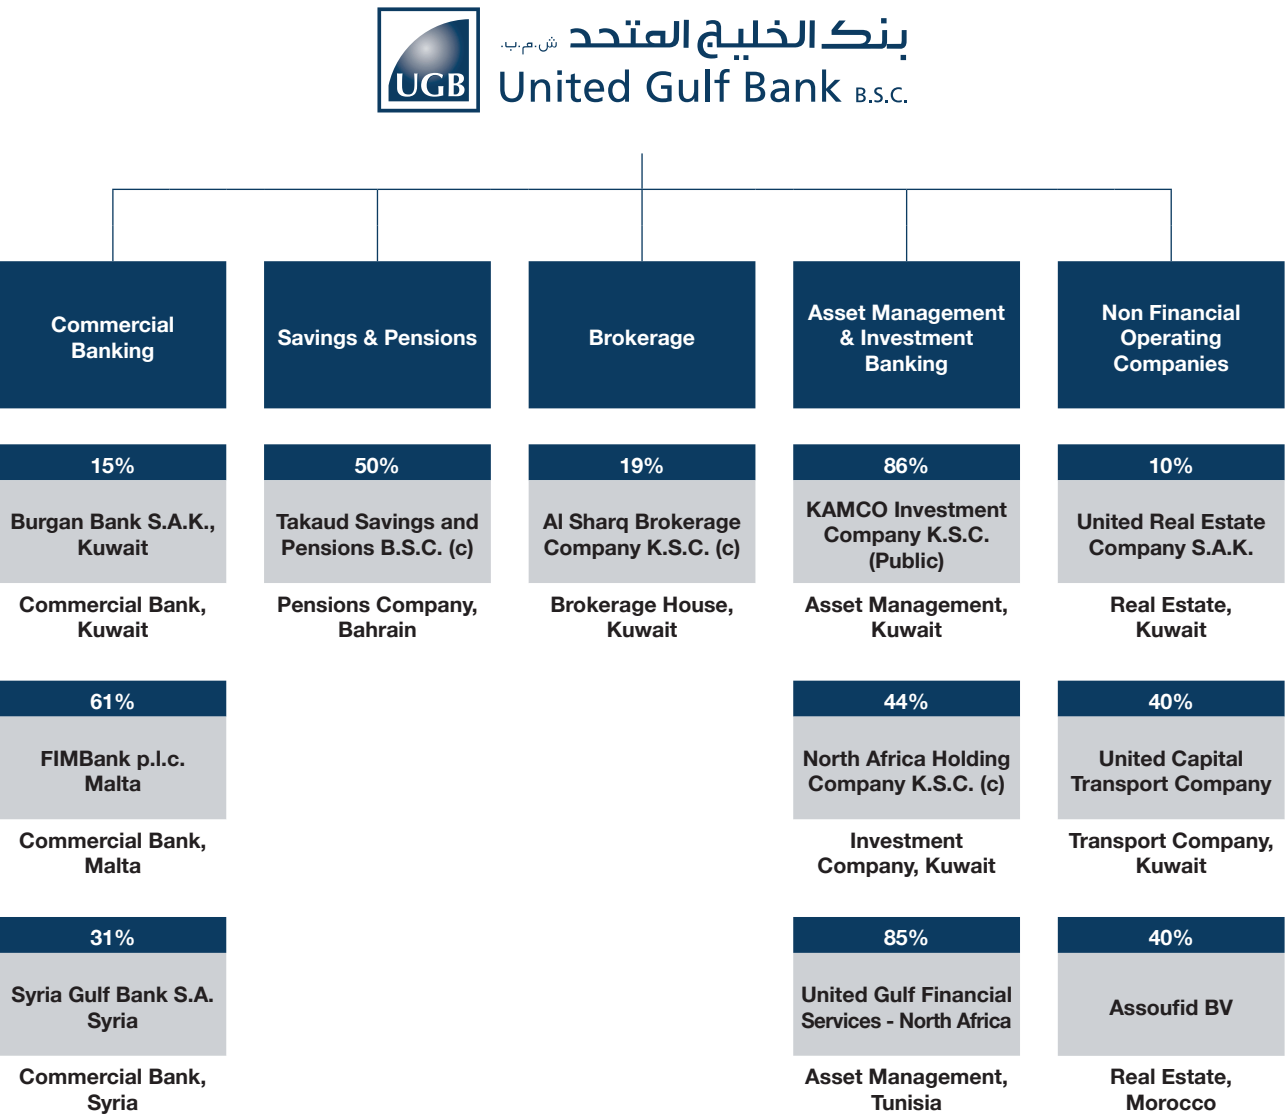 بنك الخليج المتحد ش.م.ب.
UGB
United Gulf Bank B.S.C.
Commercial
Banking
Savings & Pensions
Brokerage
Asset Management
& Investment
Banking
Non Financial
Operating
Companies
15%
Burgan Bank S.A.K.,
Kuwait
Commercial Bank,
Kuwait
50%
Takaud Savings and
Pensions B.S.C. (c)
Pensions Company,
Bahrain
19%
Al Sharq Brokerage
Company K.S.C. (c)
Brokerage House,
Kuwait
86%
KAMCO Investment
Company K.S.C.
(Public)
Asset Management,
Kuwait
10%
United Real Estate
Company S.A.K.
Real Estate,
Kuwait
61%
FIMBank p.l.c.
Malta
Commercial Bank,
Malta
44%
North Africa Holding
Company K.S.C. (c)
Investment
Company, Kuwait
40%
United Capital
Transport Company
Transport Company,
Kuwait
31%
Syria Gulf Bank S.A.
Syria
Commercial Bank,
Syria
85%
United Gulf Financial
Services - North Africa
Asset Management,
Tunisia
40%
Assoufid BV
Real Estate,
Morocco